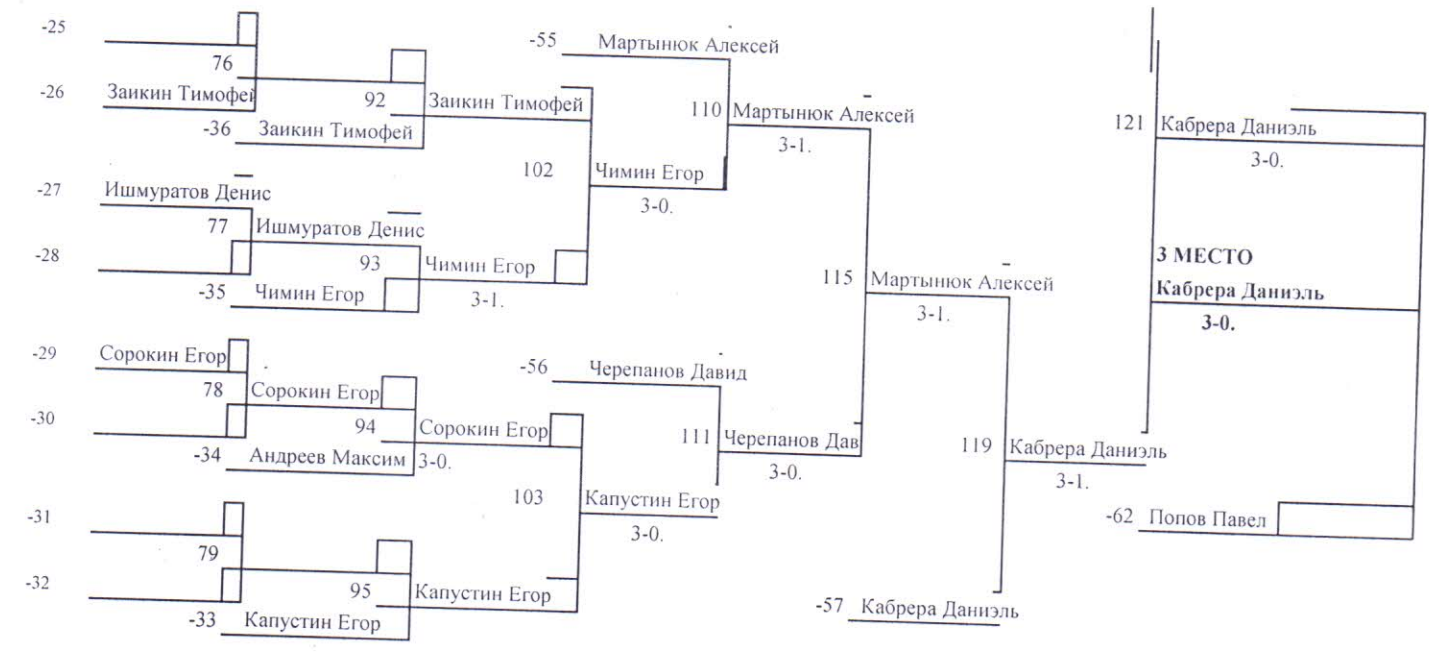 -25
76
-26 Заикин Тимофей
92 Заикин Тимофей
-36 Заикин Тимофей
102 Чимин Егор
3-0.
-27 Ишмуратов Денис
77 Ишмуратов Денис
-28
93 Чимин Егор
3-1.
-35 Чимин Егор
-29 Сорокин Егор
78 Сорокин Егор
-30
94 Сорокин Егор
3-0.
-34 Андреев Максим
103 Капустин Егор
3-0.
-31
79
-32
95 Капустин Егор
-33 Капустин Егор
-55 Мартынюк Алексей
110 Мартынюк Алексей
3-1.
115 Мартынюк Алексей
3-1.
-56 Черепанов Давид
111 Черепанов Дав
3-0.
119 Кабрера Даниэль
3-1.
-57 Кабрера Даниэль
121 Кабрера Даниэль
3-0.
3 МЕСТО
Кабрера Даниэль
3-0.
-62 Попов Павел